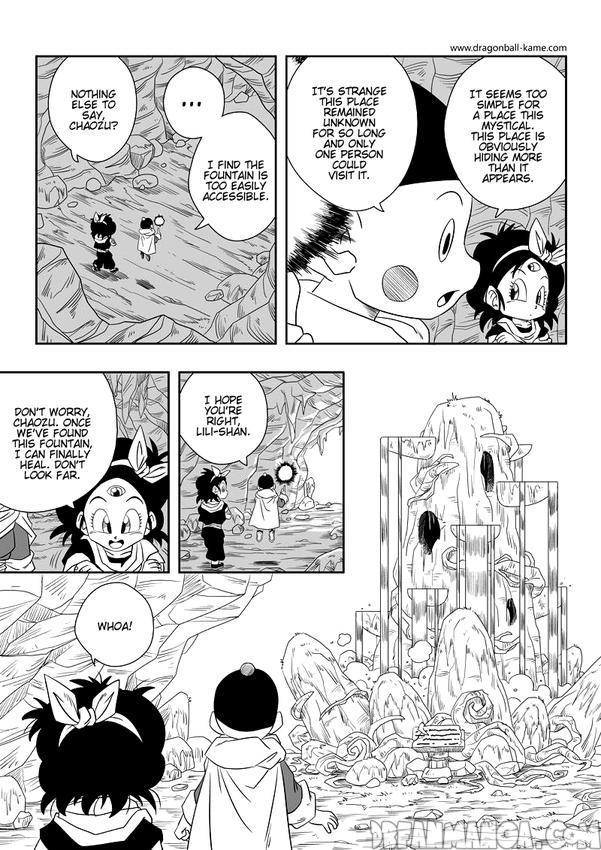 www.dragonball-kame.com
NOTHING
ELSE TO
SAY,
CHAOZU?
...
I FIND THE
FOUNTAIN IS
TOO EASILY
ACCESSIBLE.
IT'S STRANGE
THIS PLACE
REMAINED
UNKNOWN
FOR SO LONG
AND ONLY
ONE PERSON
COULD
VISIT IT.
IT SEEMS TOO
SIMPLE FOR
A PLACE THIS
MYSTICAL.
THIS PLACE IS
OBVIOUSLY
HIDING MORE
THAN IT
APPEARS.
DON'T WORRY,
CHAOZU. ONCE
WE'VE FOUND
THIS FOUNTAIN,
I CAN FINALLY
HEAL. DON'T
LOOK FAR.
I HOPE
YOU'RE
RIGHT,
LILI-SHAN.
WHOA!
DREAMMANGA.COM